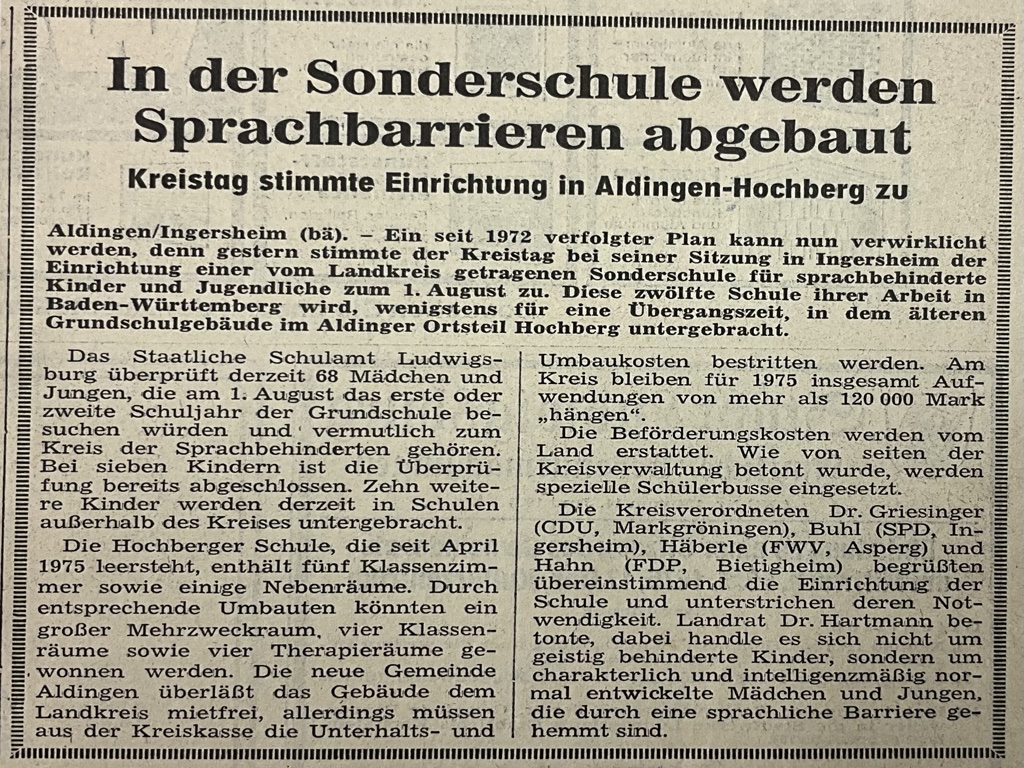 In der Sonderschule werden
Sprachbarrieren abgebaut
Kreistag stimmte Einrichtung in Aldingen-Hochberg zu
Aldingen/Ingersheim (bä). – Ein seit 1972 verfolgter Plan kann nun verwirklicht
werden, denn gestern stimmte der Kreistag bei seiner Sitzung in Ingersheim der
Einrichtung einer vom Landkreis getragenen Sonderschule für sprachbehinderte
Kinder und Jugendliche zum 1. August zu. Diese zwölfte Schule ihrer Arbeit in
Baden-Württemberg wird, wenigstens für eine Übergangszeit, in dem älteren
Grundschulgebäude im Aldinger Ortsteil Hochberg untergebracht.
Das Staatliche Schulamt Ludwigs-
burg überprüft derzeit 68 Mädchen und
Jungen, die am 1. August das erste oder
zweite Schuljahr der Grundschule be-
suchen würden und vermutlich zum
Kreis der Sprachbehinderten gehören.
Bei sieben Kindern ist die Überprü-
fung bereits abgeschlossen. Zehn weite-
re Kinder werden derzeit in Schulen
außerhalb des Kreises untergebracht.
Die Hochberger Schule, die seit April
1975 leersteht, enthält fünf Klassenzim-
mer sowie einige Nebenräume. Durch
entsprechende Umbauten könnten ein
großer Mehrzweckraum, vier Klassen-
räume sowie vier Therapieräume ge-
wonnen werden. Die neue Gemeinde
Aldingen überläßt das Gebäude dem
Landkreis mietfrei, allerdings müssen
aus der Kreiskasse die Unterhalts- und
Umbaukosten bestritten werden. Am
Kreis bleiben für 1975 insgesamt Auf-
wendungen von mehr als 120 000 Mark
„hängen“.
Die Beförderungskosten werden vom
Land erstattet. Wie von seiten der
Kreisverwaltung betont wurde, werden
spezielle Schülerbusse eingesetzt.
Die Kreisverordneten Dr. Griesinger
(CDU, Markgröningen), Buhl (SPD, In-
gersheim), Häberle (FWV, Asperg) und
Hahn (FDP, Bietigheim) begrüßten
übereinstimmend die Einrichtung der
Schule und unterstrichen deren Not-
wendigkeit. Landrat Dr. Hartmann be-
tonte, dabei handle es sich nicht um
geistig behinderte Kinder, sondern um
charakterlich und intelligenzmäßig nor-
mal entwickelte Mädchen und Jungen,
die durch eine sprachliche Barriere ge-
hemmt sind.